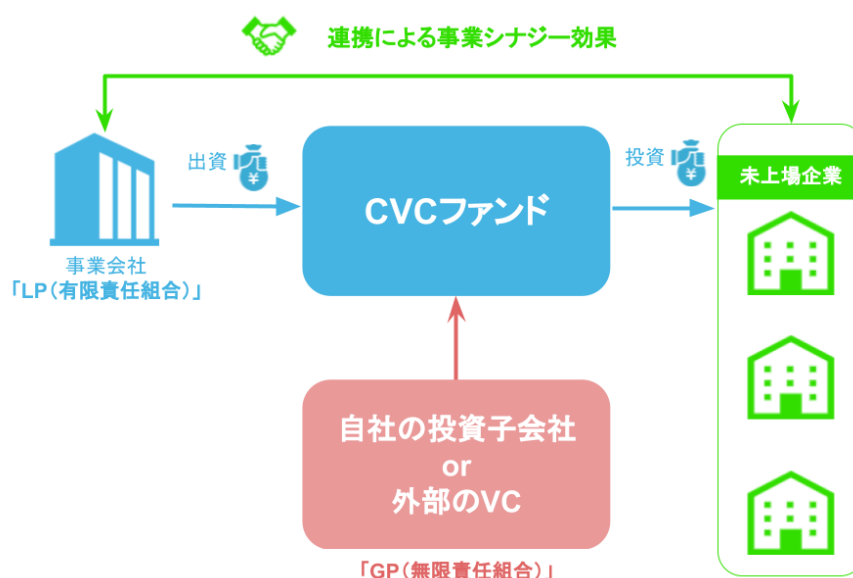 連携による事業シナジー効果
出資
¥
CVCファンド
投資
¥
未上場企業
事業会社
「LP（有限責任組合）」
自社の投資子会社
or
外部のVC
「GP（無限責任組合）」